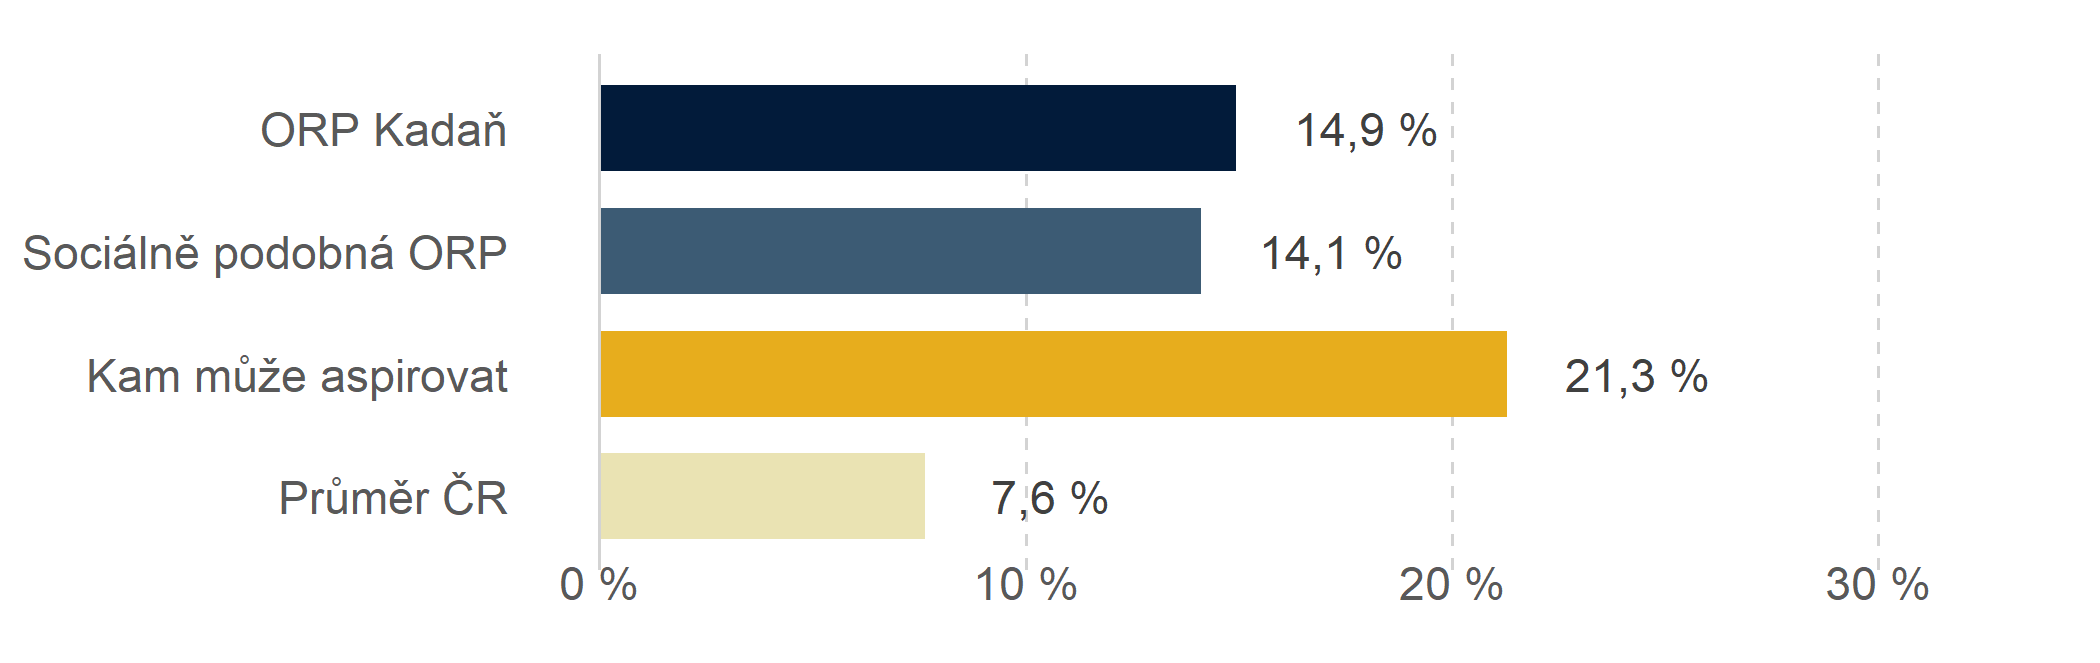 ORP Kadaň
14,9 %
Sociálně podobná ORP
14,1 %
Kam může aspirovat
21,3 %
Průměr ČR
7,6 %
0 %
10 %
20 %
30 %